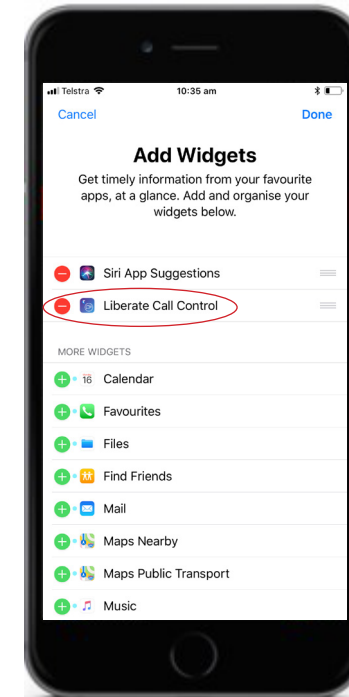 Telstra 10:35 am
Cancel Done
Add Widgets
Get timely information from your favourite
apps, at a glance. Add and organise your
widgets below.
Siri App Suggestions
Liberate Call Control
MORE WIDGETS
16 Calendar
Favourites
Files
Find Friends
Mail
Maps Nearby
Maps Public Transport
Music